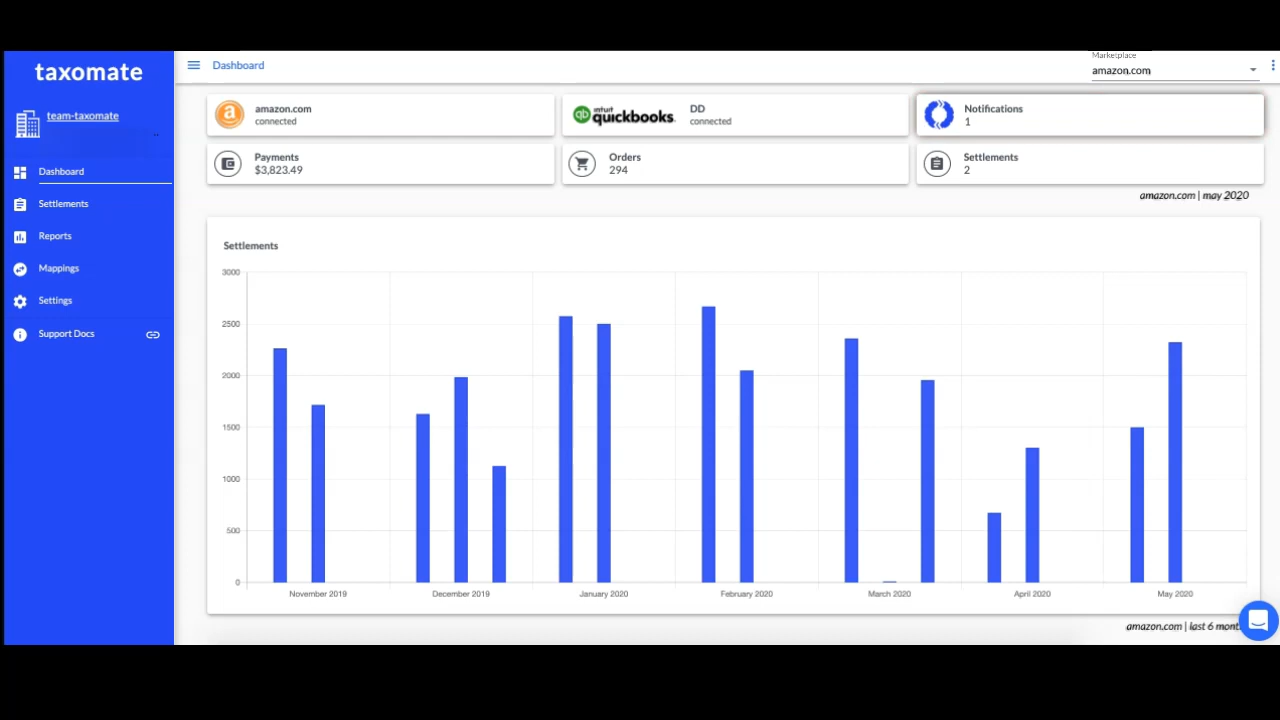 taxomate
team-taxomate
Dashboard
Settlements
Reports
Mappings
Settings
Support Docs
Dashboard
Marketplace
amazon.com
amazon.com
connected
intuit
quickbooks.
DD
connected
Notifications
1
Payments
$3,823.49
Orders
294
Settlements
2
amazon.com | may 2020
Settlements
3000
2500
2000
1500
1000
500
0
November 2019
December 2019
January 2020
February 2020
March 2020
April 2020
May 2020
amazon.com | last 6 mont